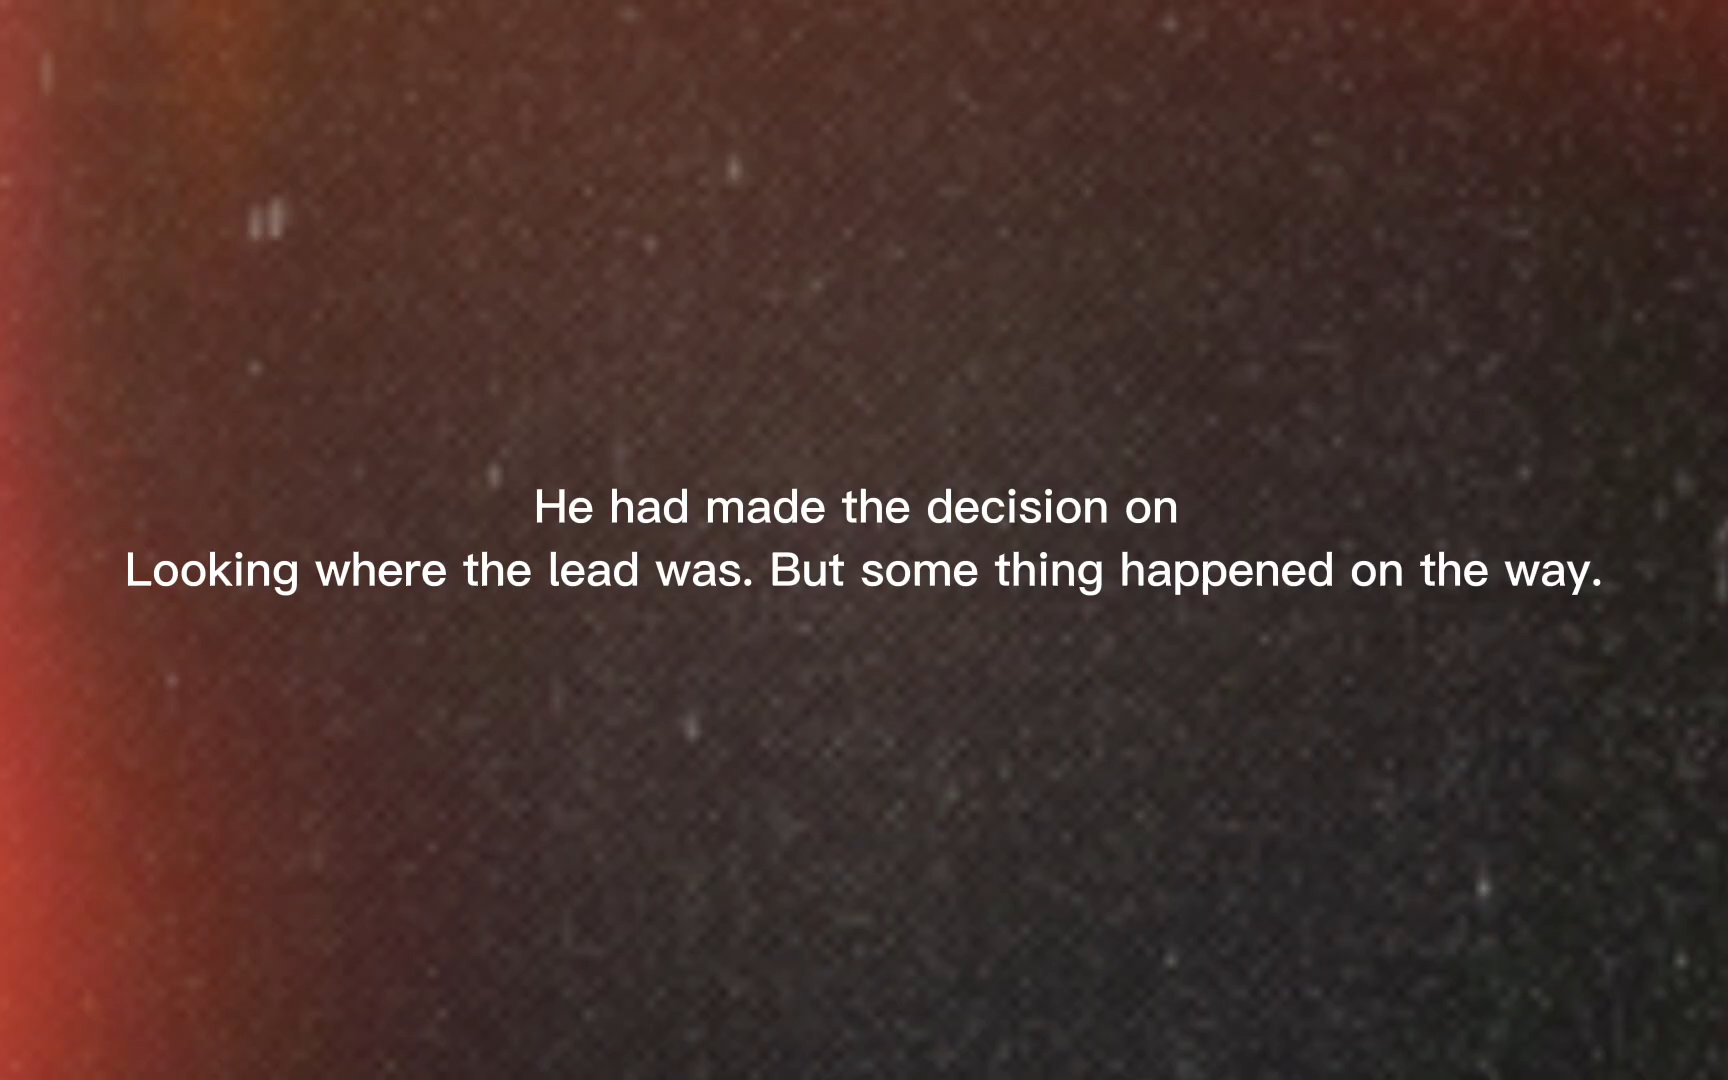 He had made the decision on
Looking where the lead was. But some thing happened on the way.